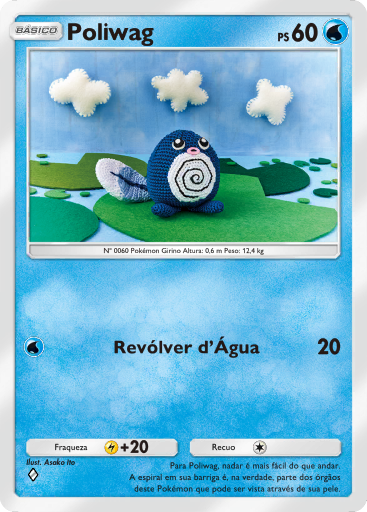 BÁSICO Poliwag PS 60
Nº 0060 Pokémon Girino Altura: 0,6 m Peso: 12,4 kg
Revólver d'Água 20
Fraqueza +20 Recuo
Ilust. Asako Ito
Para Poliwag, nadar é mais fácil do que andar.
A espiral em sua barriga é, na verdade, parte dos órgãos
deste Pokémon que pode ser vista através de sua pele.